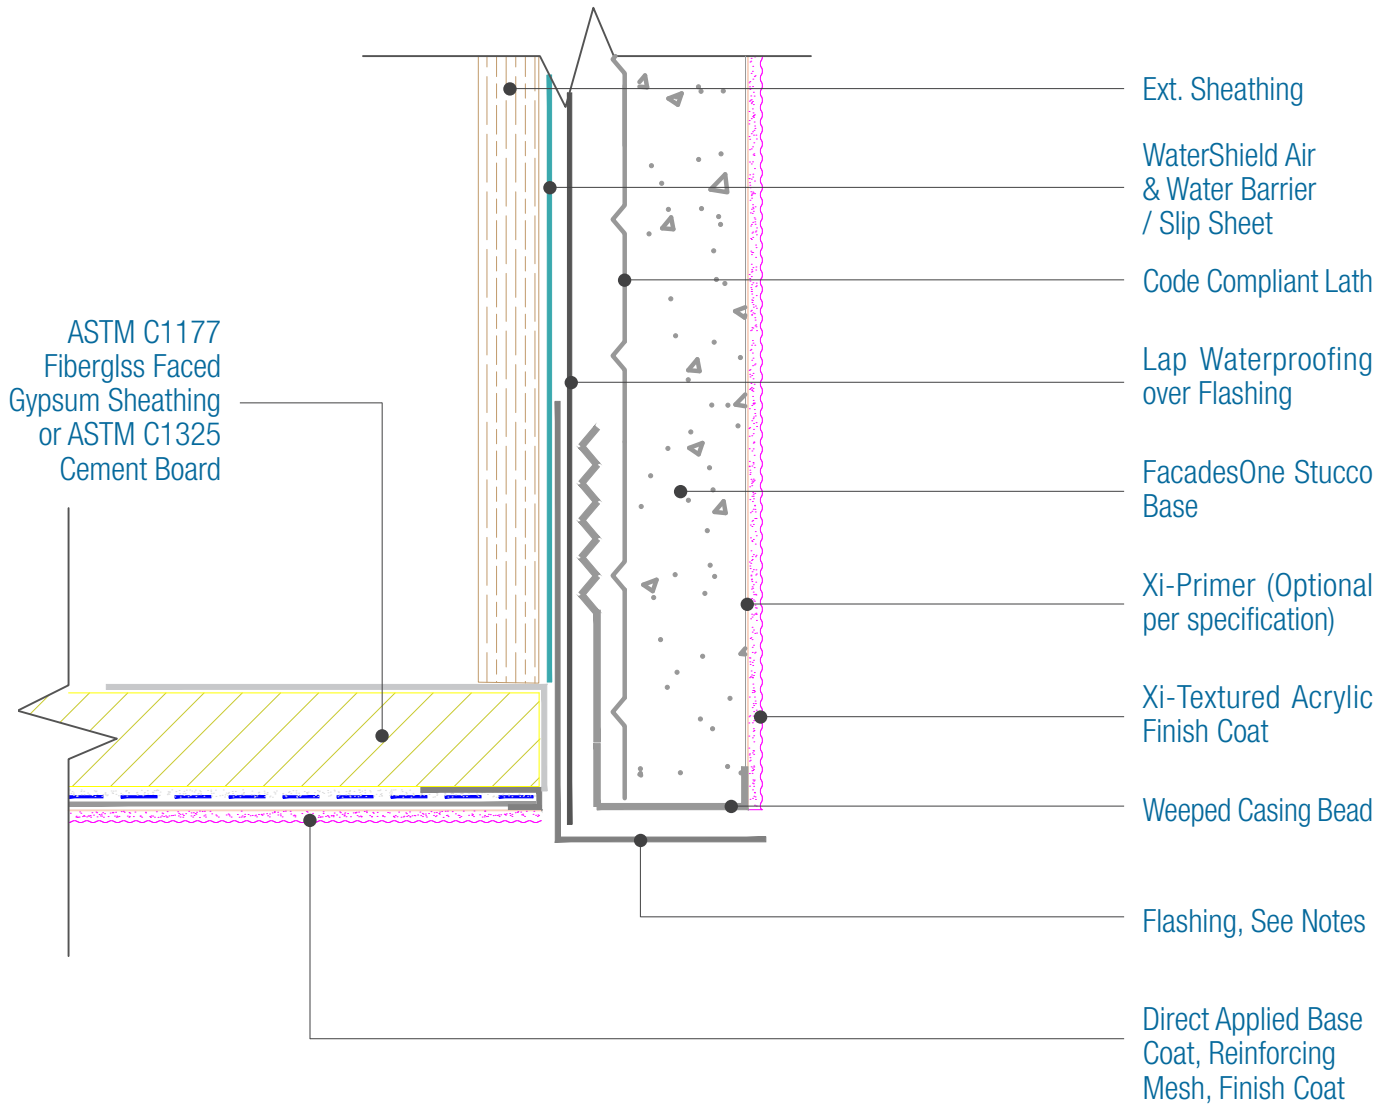 Ext. Sheathing
WaterShield Air
& Water Barrier
/ Slip Sheet
Code Compliant Lath
ASTM C1177
Fiberglss Faced
Gypsum Sheathing
or ASTM C1325
Cement Board
Lap Waterproofing
over Flashing
FacadesOne Stucco
Base
Xi-Primer (Optional
per specification)
Xi-Textured Acrylic
Finish Coat
Weeped Casing Bead
Flashing, See Notes
Direct Applied Base
Coat, Reinforcing
Mesh, Finish Coat